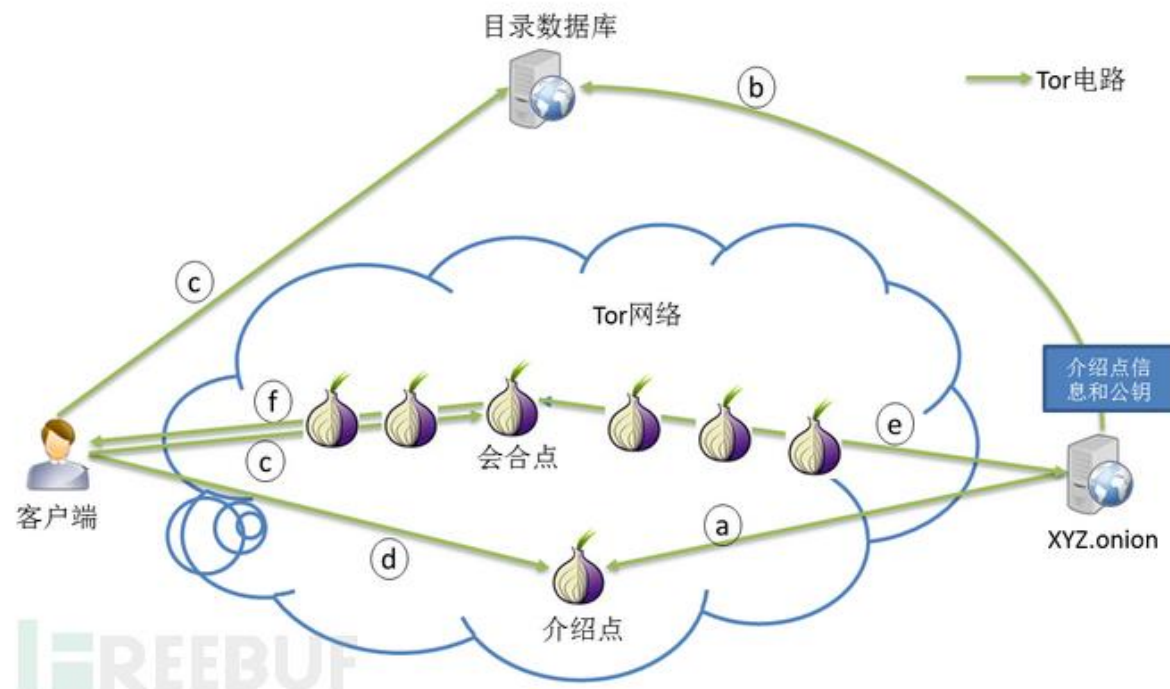 目录数据库
Tor电路
b
c
Tor网络
介绍点信
息和公钥
f
e
会合点
c
客户端
a
XYZ.onion
d
介绍点
FREEBUF